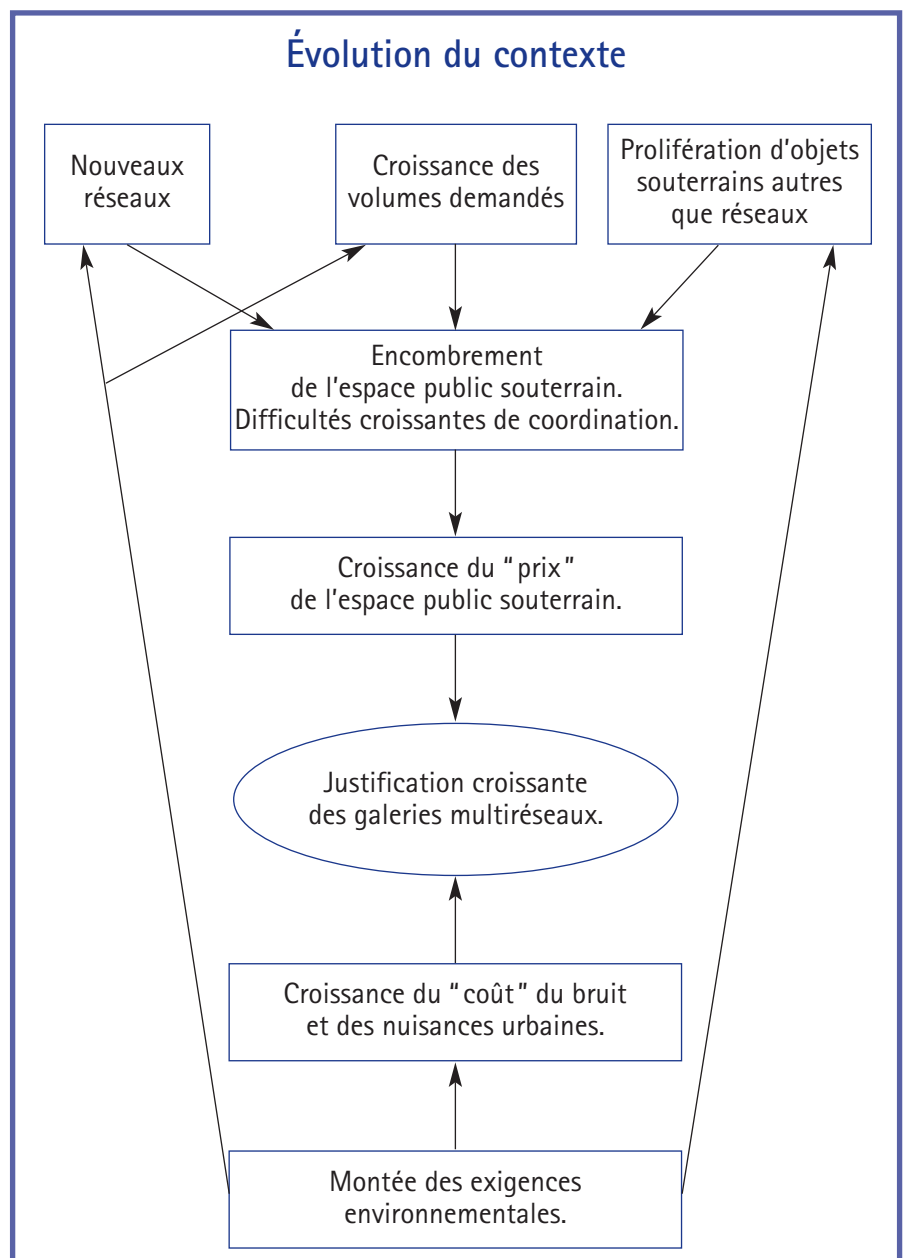 Évolution du contexte
Nouveaux
réseaux
Croissance des
volumes demandés
Prolifération d'objets
souterrains autres
que réseaux
Encombrement
de l'espace public souterrain.
Difficultés croissantes de coordination.
Croissance du "prix"
de l'espace public souterrain.
Justification croissante
des galeries multiréseaux.
Croissance du "coût" du bruit
et des nuisances urbaines.
Montée des exigences
environnementales.